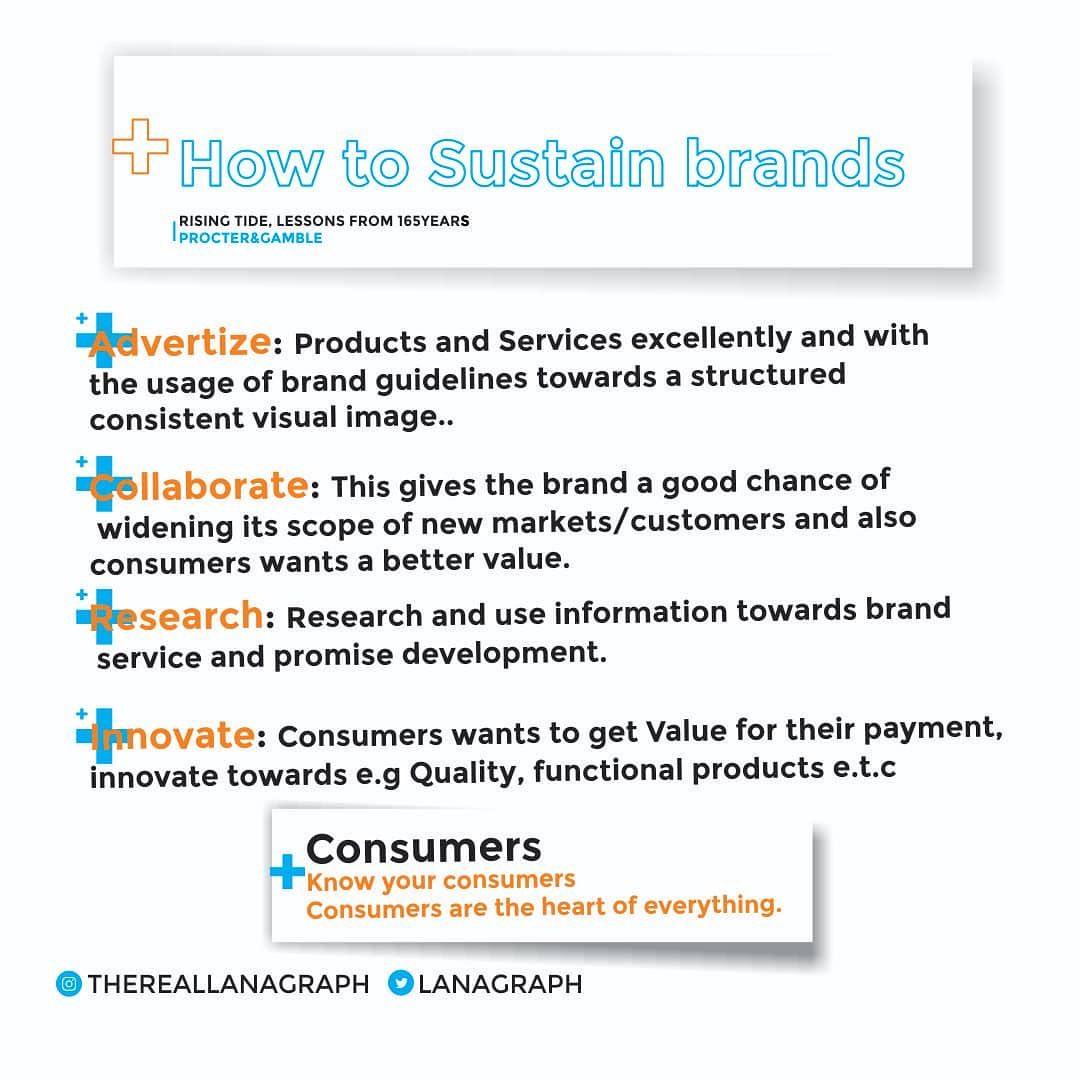 How to Sustain brands
RISING TIDE, LESSONS FROM 165YEARS
PROCTER&GAMBLE
Advertize: Products and Services excellently and with
the usage of brand guidelines towards a structured
consistent visual image..
Collaborate: This gives the brand a good chance of
widening its scope of new markets/customers and also
consumers wants a better value.
Research: Research and use information towards brand
service and promise development.
Innovate: Consumers wants to get Value for their payment,
innovate towards e.g Quality, functional products e.t.c
Consumers
Know your consumers
Consumers are the heart of everything.
THEREALLANAGRAPH LANAGRAPH